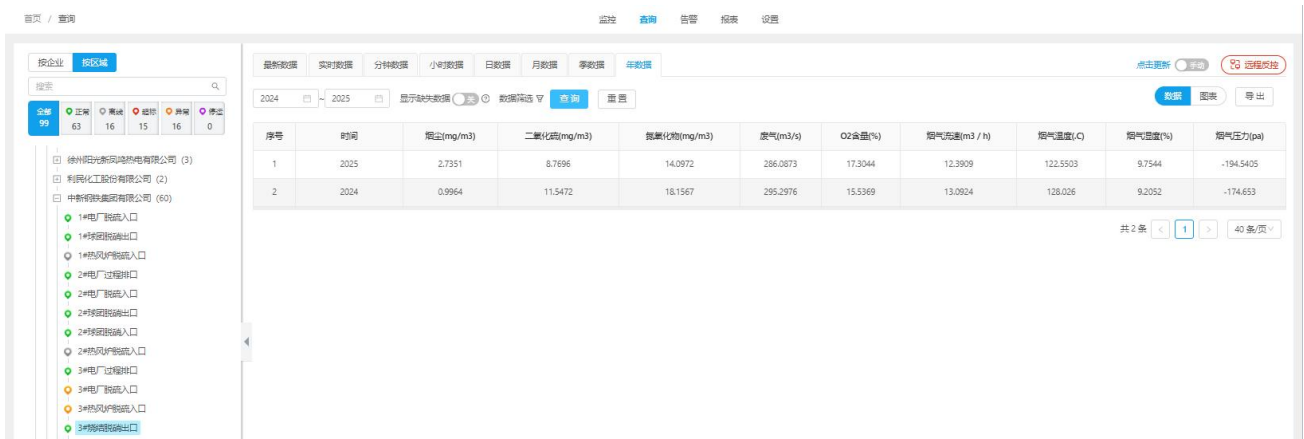 首页 / 查询
监控 查询 告警 报表 设置
按企业 按区域
搜索
全部 99
正常 63
离线 16
超标 15
异常 16
停运 0
徐州阳光新凤鸣热电有限公司 (3)
利民化工股份有限公司 (2)
中新钢铁集团有限公司 (60)
1#电厂脱硫入口
1#球团脱硝出口
1#热风炉脱硫入口
2#电厂过程排口
2#电厂脱硫入口
2#球团脱硝出口
2#球团脱硝入口
2#热风炉脱硫入口
3#电厂过程排口
3#电厂脱硫入口
3#热风炉脱硫入口
3#烧结脱硝出口
最新数据 实时数据 分钟数据 小时数据 日数据 月数据 季数据 年数据
点击更新 手动 远程反控
2024 ~ 2025 显示缺失数据 关 数据筛选 查询 重置
数据 图表 导出
序号 时间 烟尘(mg/m3) 二氧化硫(mg/m3) 氮氧化物(mg/m3) 废气(m3/s) O2含量(%) 烟气流速(m3 / h) 烟气温度(.C) 烟气湿度(%) 烟气压力(pa)
1 2025 2.7351 8.7696 14.0972 286.0873 17.3044 12.3909 122.5503 9.7544 -194.5405
2 2024 0.9964 11.5472 18.1567 295.2976 15.5369 13.0924 128.026 9.2052 -174.653
共 2 条 < 1 > 40 条/页